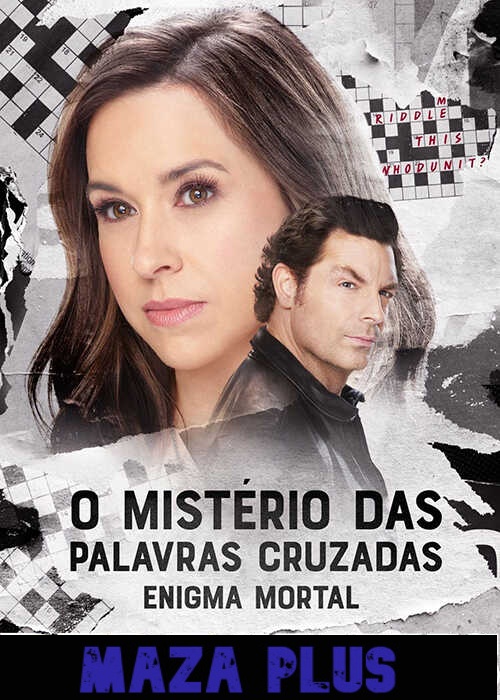 M
RIDDLE
E
THIS
WHODUNIT?
O MISTÉRIO DAS
PALAVRAS CRUZADAS
ENIGMA MORTAL
MAZA PLUS